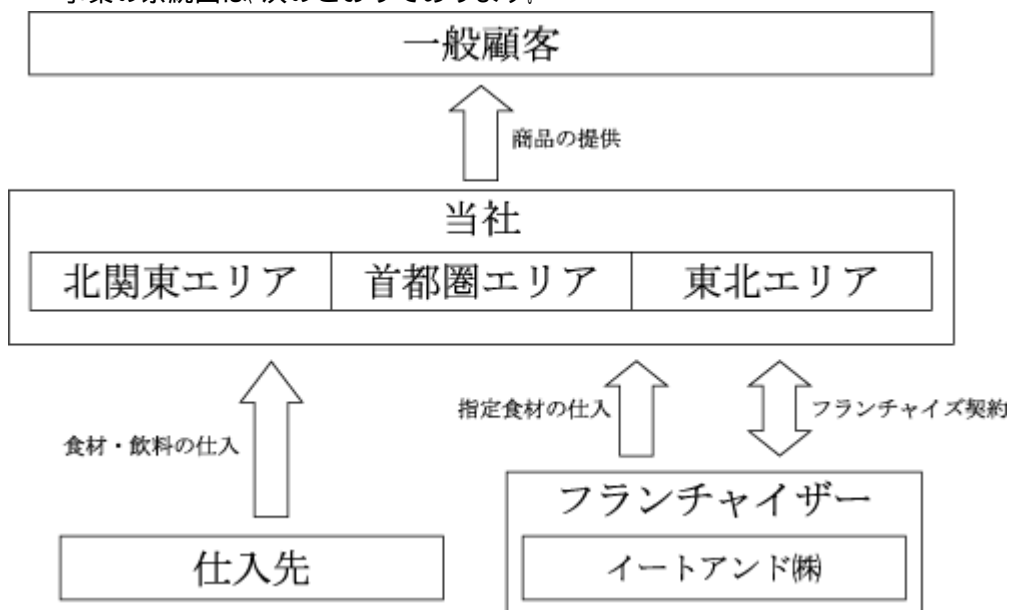 事業の系統図は、次のとおりであります。
一般顧客
商品の提供
当社
北関東エリア 首都圏エリア 東北エリア
指定食材の仕入 フランチャイズ契約
食材・飲料の仕入
フランチャイザー
仕入先 イートアンド㈱